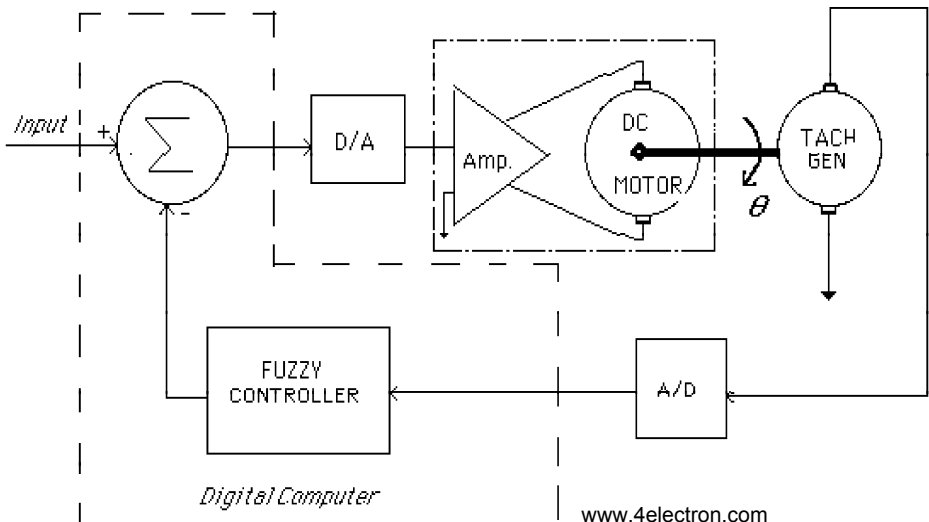 Input
+
Σ
-
D/A
Amp.
DC
MOTOR
θ
TACH
GEN
FUZZY
CONTROLLER
A/D
Digital Computer
www.4electron.com